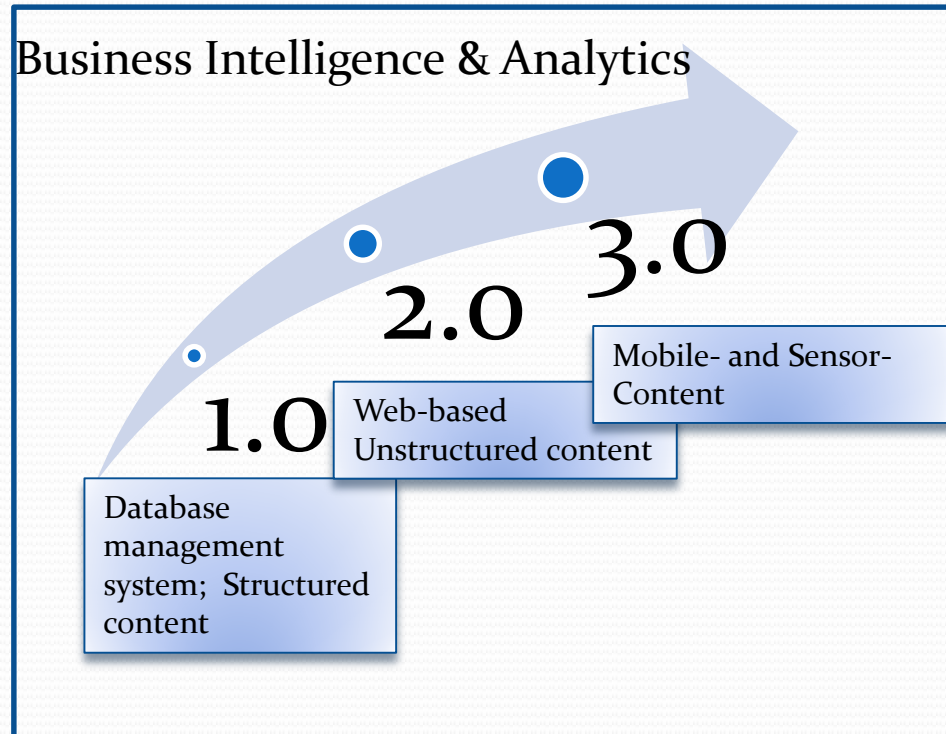 Business Intelligence & Analytics
1.0
Database
management
system;  Structured
content
2.0
Web-based
Unstructured content
3.0
Mobile- and Sensor-
Content